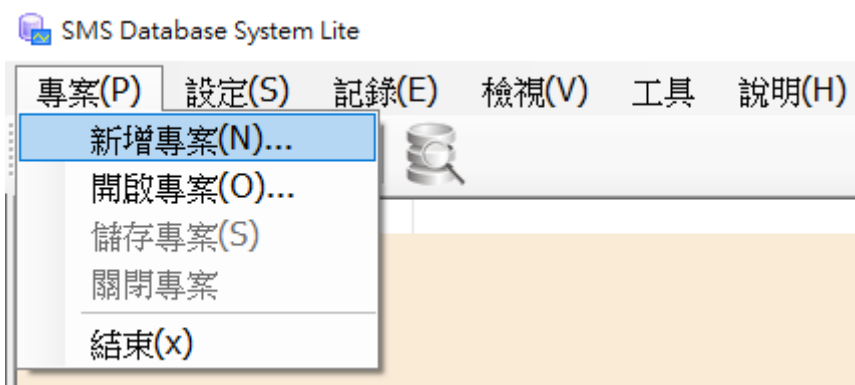 SMS Database System Lite
專案(P) 設定(S) 記錄(E) 檢視(V) 工具 說明(H)
新增專案(N)...
開啟專案(O)...
儲存專案(S)
關閉專案
結束(x)